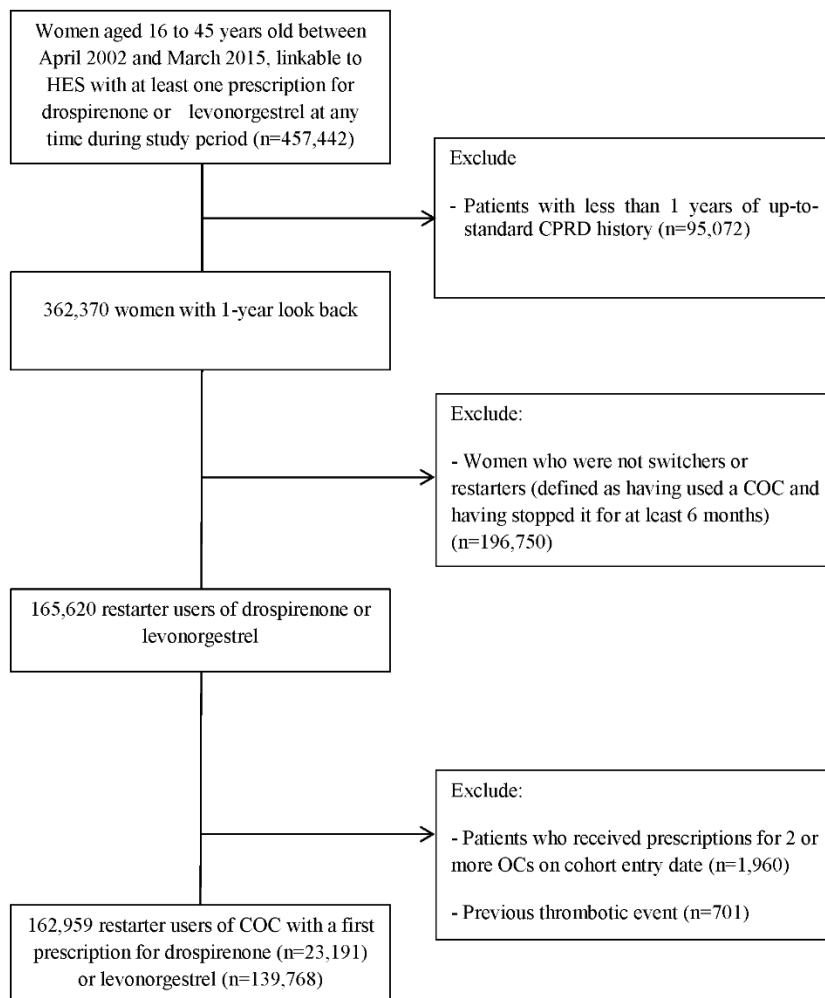 Women aged 16 to 45 years old between
April 2002 and March 2015, linkable to
HES with at least one prescription for
drospirenone or levonorgestrel at any
time during study period (n=457,442)
Exclude
- Patients with less than 1 years of up-to-
standard CPRD history (n=95,072)
362,370 women with 1-year look back
Exclude:
- Women who were not switchers or
restarters (defined as having used a COC and
having stopped it for at least 6 months)
(n=196,750)
165,620 restarter users of drospirenone or
levonorgestrel
Exclude:
- Patients who received prescriptions for 2 or
more OCs on cohort entry date (n=1,960)
- Previous thrombotic event (n=701)
162,959 restarter users of COC with a first
prescription for drospirenone (n=23,191)
or levonorgestrel (n=139,768)